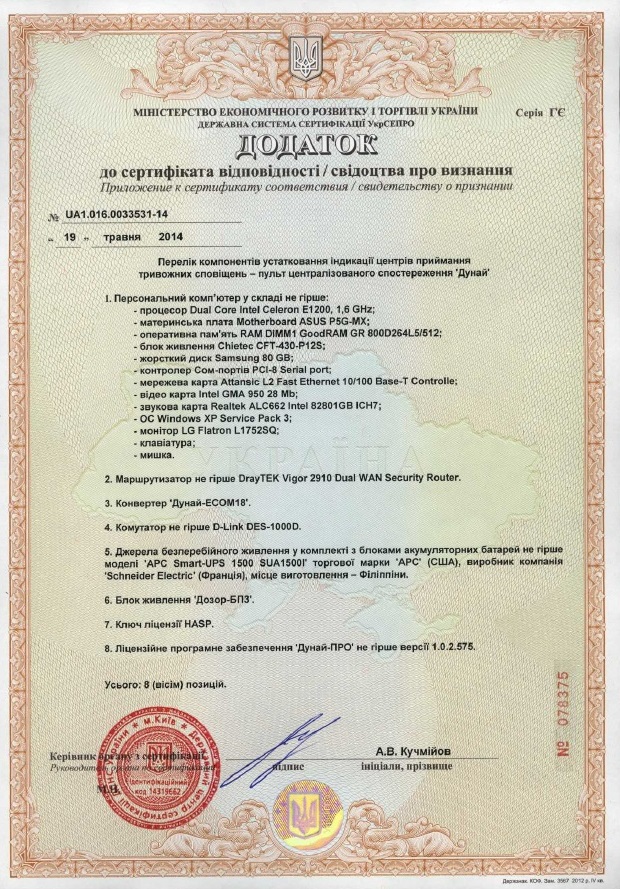 МІНІСТЕРСТВО ЕКОНОМІЧНОГО РОЗВИТКУ І ТОРГІВЛІ УКРАЇНИ
Серія ГЄ
ДЕРЖАВНА СИСТЕМА СЕРТИФІКАЦІЇ УкрСЕПРО
ДОДАТОК
до сертифіката відповідності / свідоцтва про визнання
Приложение к сертификату соответствия / свидетельству о признании
№ UA1.016.0033531-14
„ 19 „ травня 2014
Перелік компонентів устатковання індикації центрів приймання
тривожних сповіщень – пульт централізованого спостереження 'Дунай'
1. Персональний комп'ютер у складі не гірше:
- процесор Dual Core Intel Celeron E1200, 1,6 GHz;
- материнська плата Motherboard ASUS P5G-MX;
- оперативна пам'ять RAM DIMM1 GoodRAM GR 800D264L5/512;
- блок живлення Chietec CFT-430-P12S;
- жорсткий диск Samsung 80 GB;
- контролер Com-портів PCI-8 Serial port;
- мережева карта Attansic L2 Fast Ethernet 10/100 Base-T Controlle;
- відео карта Intel GMA 950 28 Mb;
- звукова карта Realtek ALC662 Intel 82801GB ICH7;
- ОС Windows XP Service Pack 3;
- монітор LG Flatron L1752SQ;
- клавіатура;
- мишка.
УКРАЇНА
2. Маршрутизатор не гірше DrayTEK Vigor 2910 Dual WAN Security Router.
3. Конвертер 'Дунай-ECOM18'.
4. Комутатор не гірше D-Link DES-1000D.
5. Джерела безперебійного живлення у комплекті з блоками акумуляторних батарей не гірше
моделі 'APC Smart-UPS 1500 SUA1500I' торгової марки 'APC' (США), виробник компанія
'Schneider Electric' (Франція), місце виготовлення – Філіппіни.
6. Блок живлення 'Дозор-БП3'.
7. Ключ ліцензії HASP.
8. Ліцензійне програмне забезпечення 'Дунай-ПРО' не гірше версії 1.0.2.575.
Усього: 8 (вісім) позицій.
№ 078375
А.В. Кучмійов
Керівник органу з сертифікації
підпис
ініціали, прізвище
Руководитель органа по сертификации
М.П.
м.Київ
Державний центр сертифікації
України
Ідентифікаційний
код 14319662
Держзнак. КОФ. Зам. 3567 2012 р. IV кв.